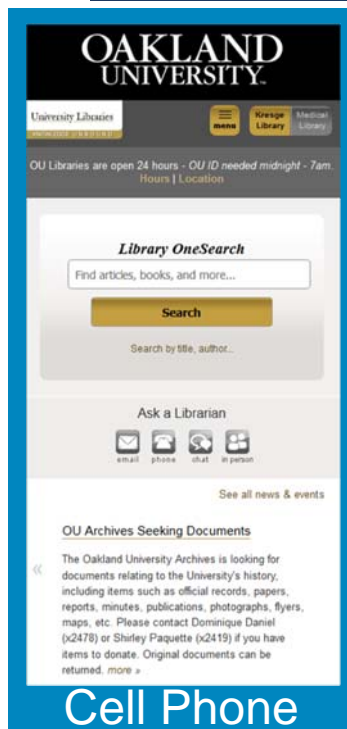 OAKLAND
UNIVERSITY
University Libraries
menu
Kresge Library
Medical Library
OU Libraries are open 24 hours - OU ID needed midnight - 7am.
Hours | Location
Library OneSearch
Find articles, books, and more...
Search
Search by title, author...
Ask a Librarian
email phone chat in person
See all news & events
OU Archives Seeking Documents
The Oakland University Archives is looking for
documents relating to the University's history,
including items such as official records, papers,
reports, minutes, publications, photographs, flyers,
maps, etc. Please contact Dominique Daniel
(x2478) or Shirley Paquette (x2419) if you have
items to donate. Original documents can be
returned. more »
«
Cell Phone